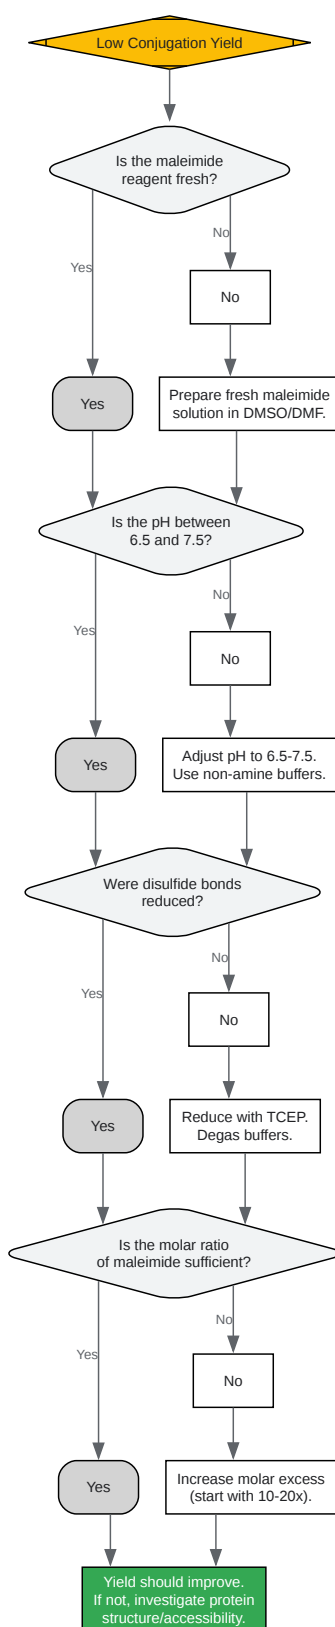 Low Conjugation Yield
Is the maleimide
reagent fresh?
No
Yes
No
Yes
Prepare fresh maleimide
solution in DMSO/DMF.
Is the pH between
6.5 and 7.5?
No
Yes
No
Yes
Adjust pH to 6.5-7.5.
Use non-amine buffers.
Were disulfide bonds
reduced?
No
Yes
No
Yes
Reduce with TCEP.
Degas buffers.
Is the molar ratio
of maleimide sufficient?
No
Yes
No
Yes
Increase molar excess
(start with 10-20x).
Yield should improve.
If not, investigate protein
structure/accessibility.